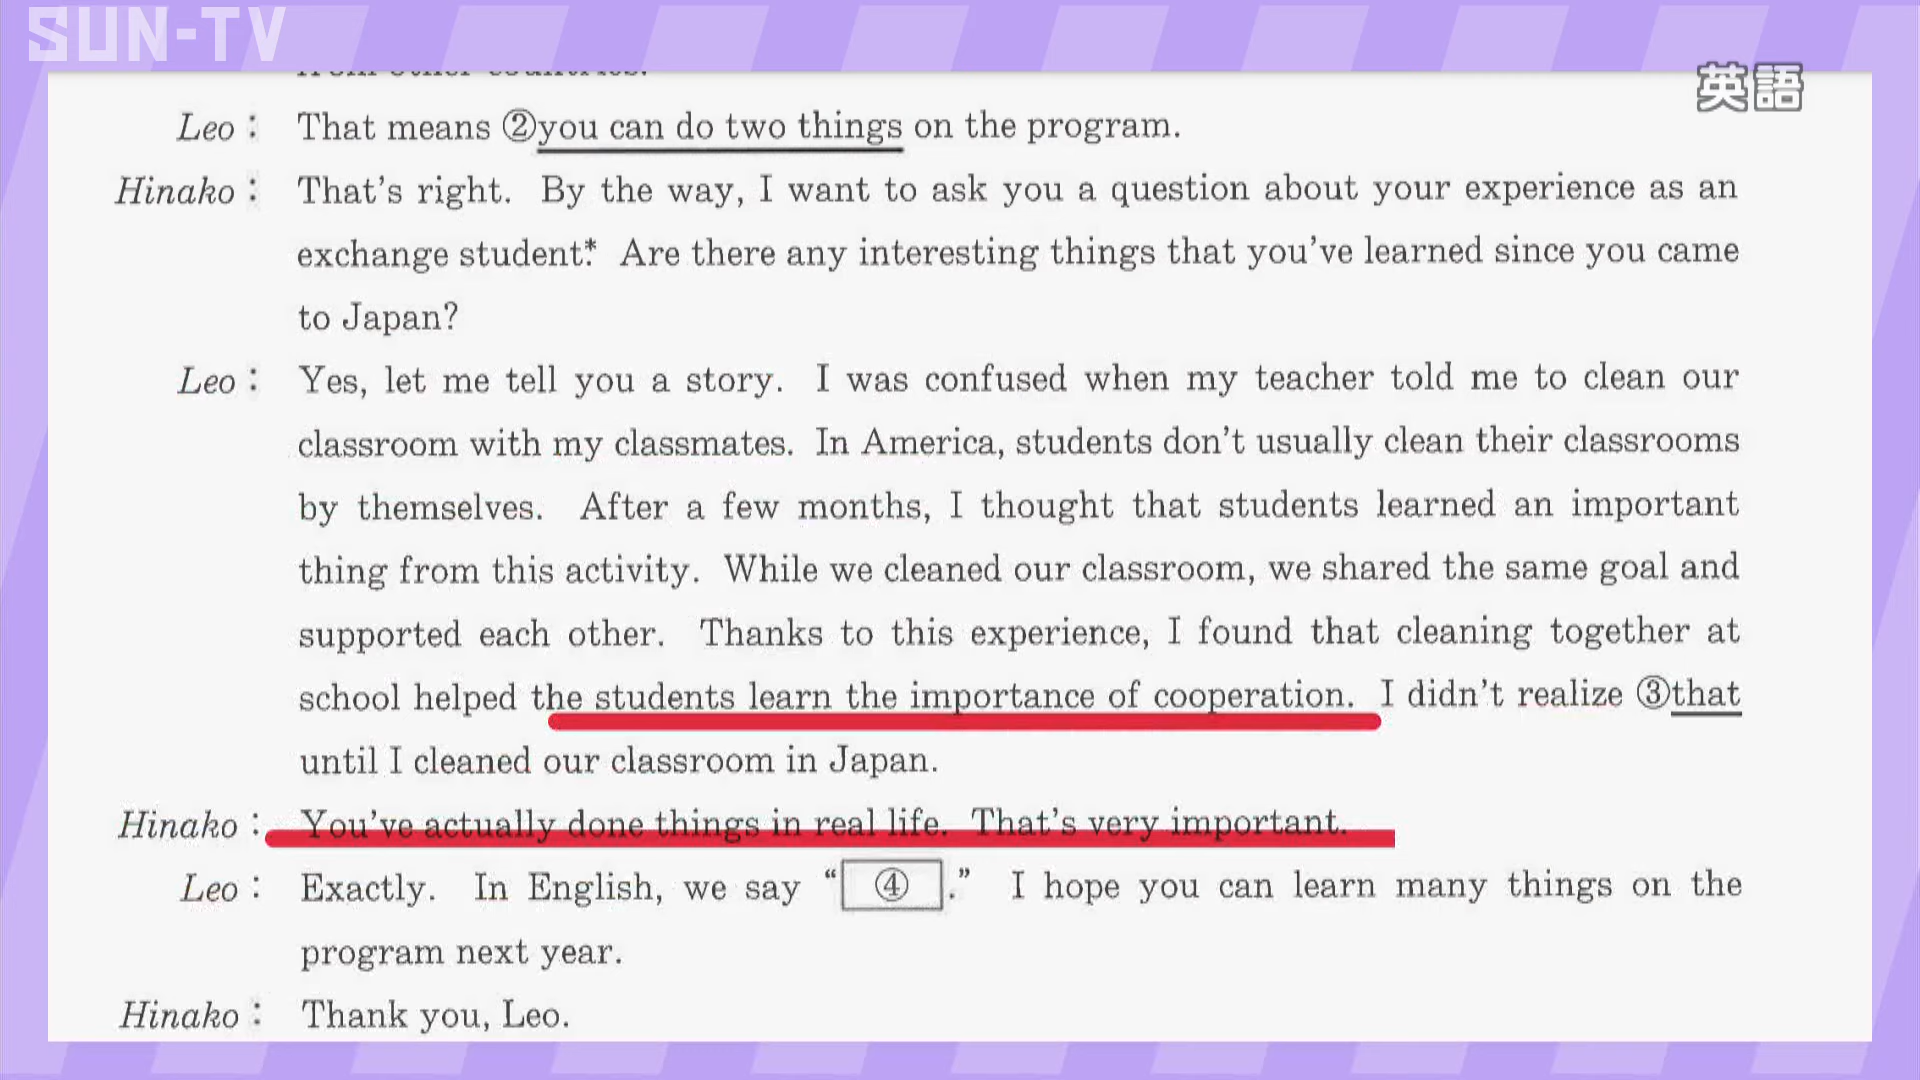 SUN-TV
英語
from other countries.
Leo： That means ②you can do two things on the program.
Hinako： That's right. By the way, I want to ask you a question about your experience as an
exchange student.* Are there any interesting things that you've learned since you came
to Japan?
Leo： Yes, let me tell you a story. I was confused when my teacher told me to clean our
classroom with my classmates. In America, students don't usually clean their classrooms
by themselves. After a few months, I thought that students learned an important
thing from this activity. While we cleaned our classroom, we shared the same goal and
supported each other. Thanks to this experience, I found that cleaning together at
school helped the students learn the importance of cooperation. I didn't realize ③that
until I cleaned our classroom in Japan.
Hinako： You've actually done things in real life. That's very important.
Leo： Exactly. In English, we say “ ④ .” I hope you can learn many things on the
program next year.
Hinako： Thank you, Leo.